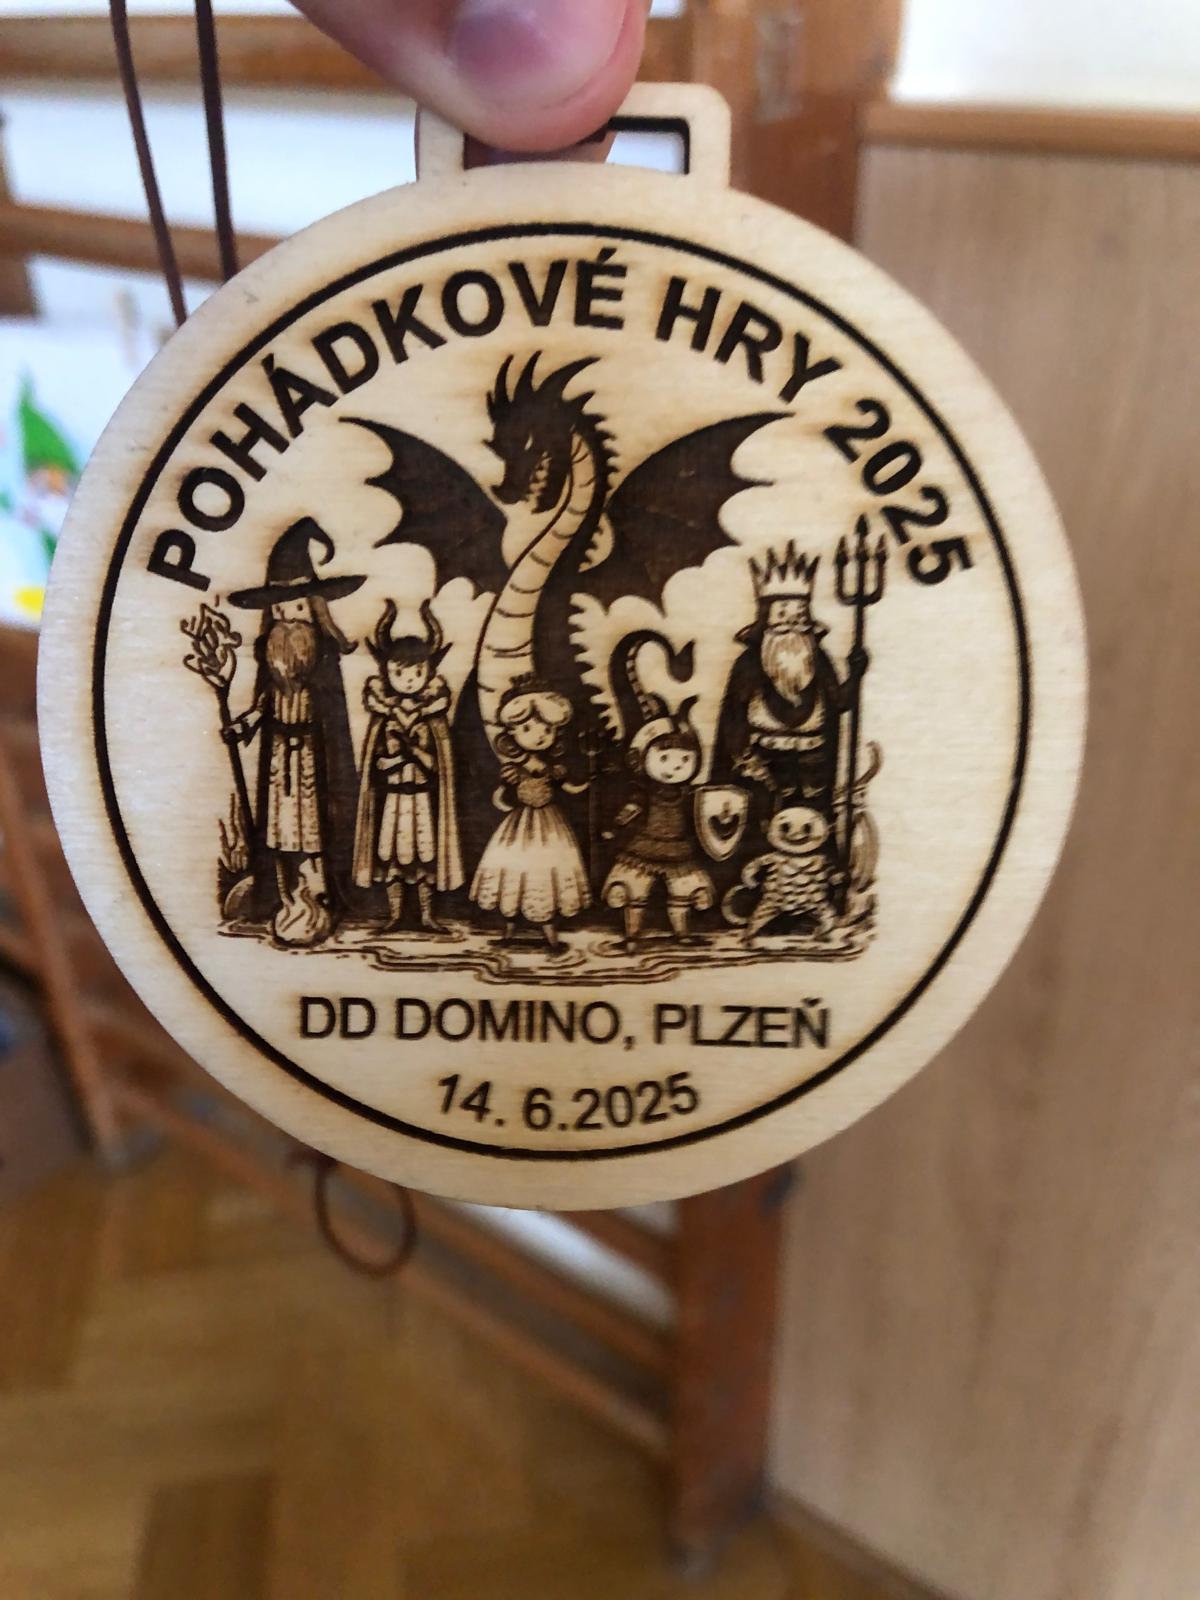 POHÁDKOVÉ HRY 2025
DD DOMINO, PLZEŇ
14. 6.2025